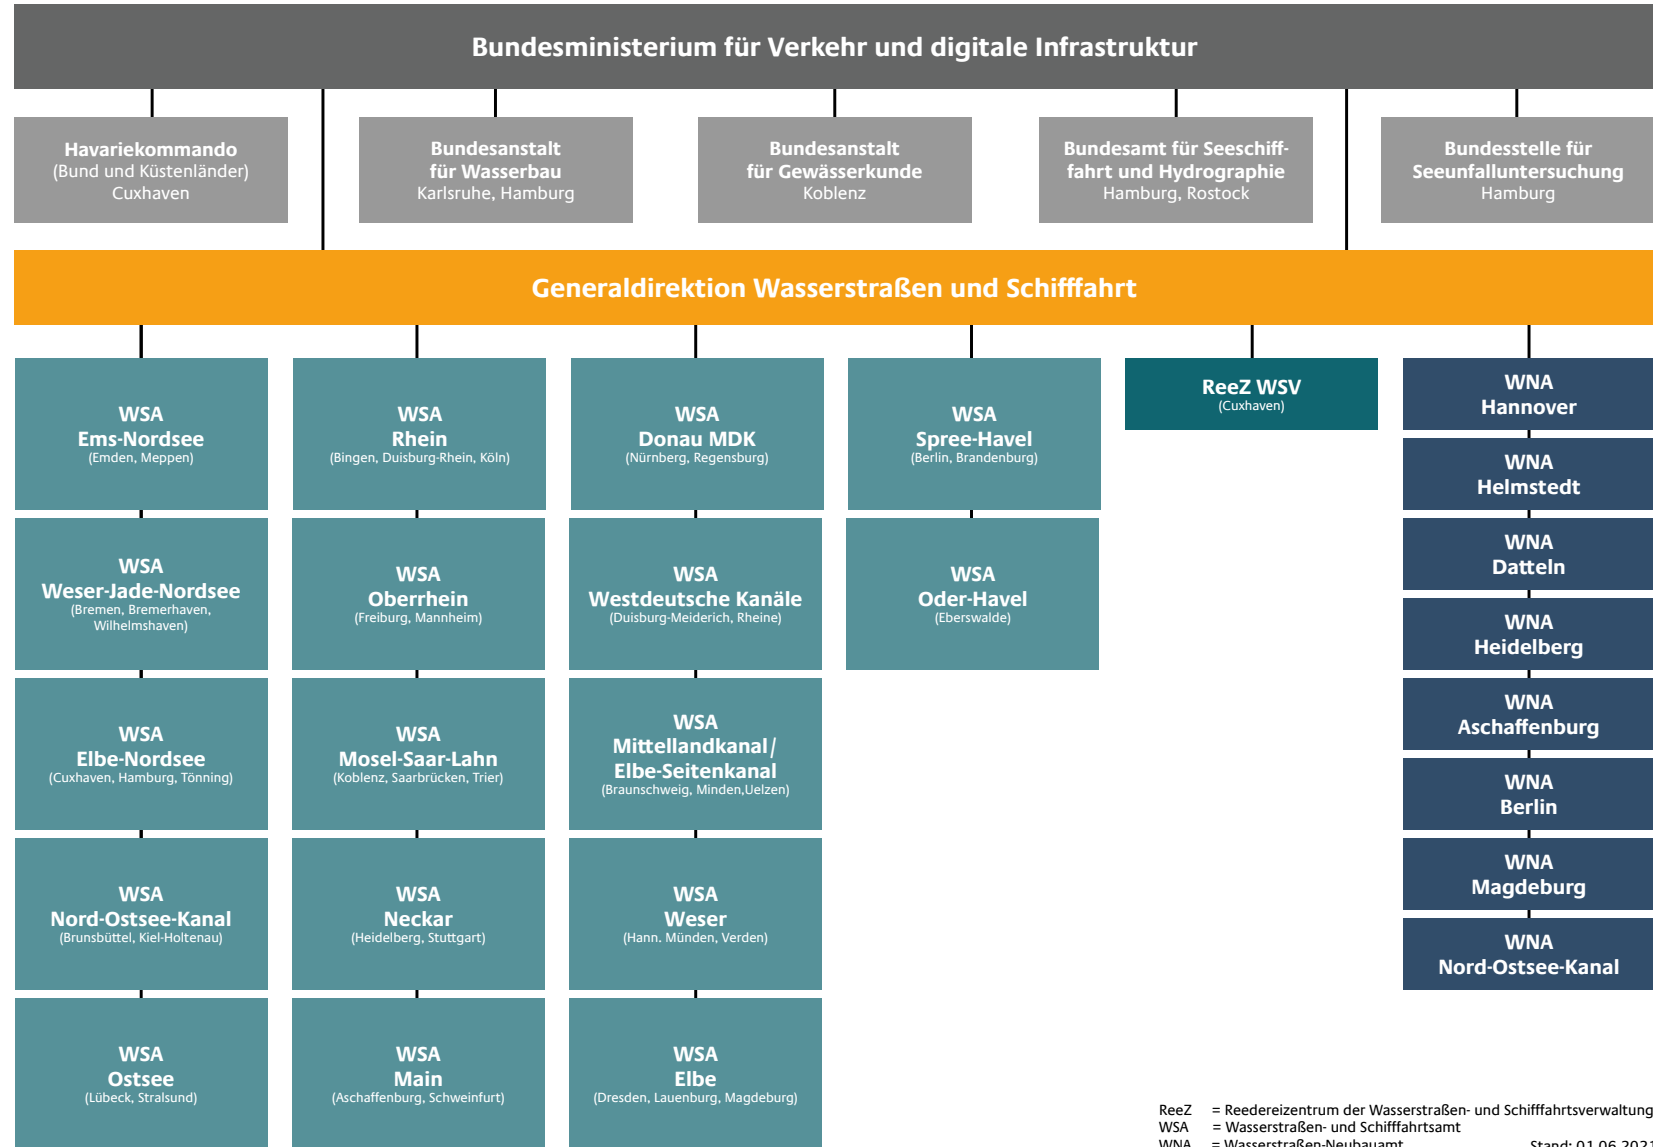 Bundesministerium für Verkehr und digitale Infrastruktur
Havariekommando
(Bund und Küstenländer)
Cuxhaven
Bundesanstalt
für Wasserbau
Karlsruhe, Hamburg
Bundesanstalt
für Gewässerkunde
Koblenz
Bundesamt für Seeschiff-
fahrt und Hydrographie
Hamburg, Rostock
Bundesstelle für
Seeunfalluntersuchung
Hamburg
Generaldirektion Wasserstraßen und Schifffahrt
WSA
Ems-Nordsee
(Emden, Meppen)
WSA
Weser-Jade-Nordsee
(Bremen, Bremerhaven,
Wilhelmshaven)
WSA
Elbe-Nordsee
(Cuxhaven, Hamburg, Tönning)
WSA
Nord-Ostsee-Kanal
(Brunsbüttel, Kiel-Holtenau)
WSA
Ostsee
(Lübeck, Stralsund)
WSA
Rhein
(Bingen, Duisburg-Rhein, Köln)
WSA
Oberrhein
(Freiburg, Mannheim)
WSA
Mosel-Saar-Lahn
(Koblenz, Saarbrücken, Trier)
WSA
Neckar
(Heidelberg, Stuttgart)
WSA
Main
(Aschaffenburg, Schweinfurt)
WSA
Donau MDK
(Nürnberg, Regensburg)
WSA
Westdeutsche Kanäle
(Duisburg-Meiderich, Rheine)
WSA
Mittellandkanal/
Elbe-Seitenkanal
(Braunschweig, Minden,Uelzen)
WSA
Weser
(Hann. Münden, Verden)
WSA
Elbe
(Dresden, Lauenburg, Magdeburg)
WSA
Spree-Havel
(Berlin, Brandenburg)
WSA
Oder-Havel
(Eberswalde)
ReeZ WSV
(Cuxhaven)
WNA
Hannover
WNA
Helmstedt
WNA
Datteln
WNA
Heidelberg
WNA
Aschaffenburg
WNA
Berlin
WNA
Magdeburg
WNA
Nord-Ostsee-Kanal
ReeZ = Reedereizentrum der Wasserstraßen- und Schifffahrtsverwaltung
WSA = Wasserstraßen- und Schifffahrtsamt
WNA = Wasserstraßen-Neubauamt Stand: 01.06.2021